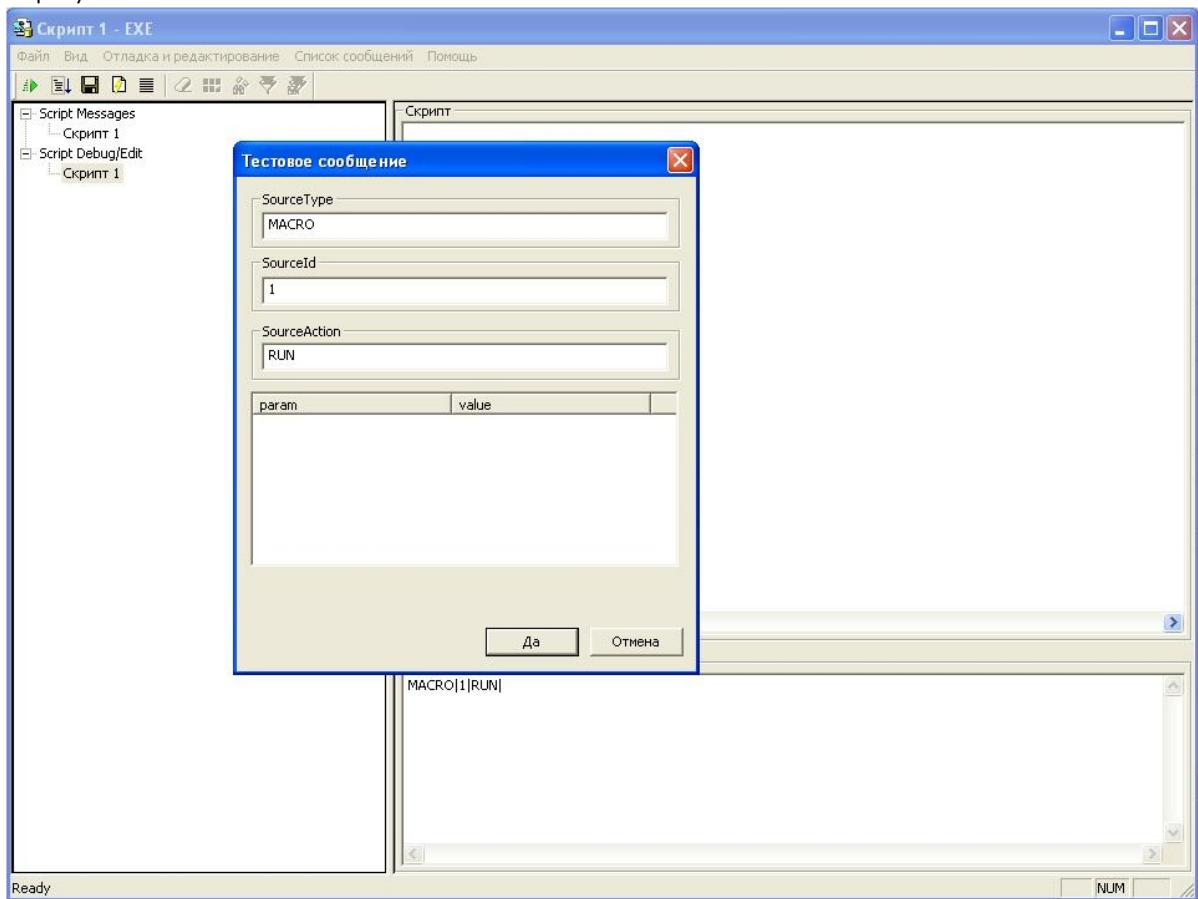 Скрипт 1 - EXE
Файл Вид Отладка и редактирование Список сообщений Помощь
Script Messages
Скрипт 1
Script Debug/Edit
Скрипт 1
Скрипт
Тестовое сообщение
SourceType
MACRO
SourceId
1
SourceAction
RUN
param value
Да Отмена
MACRO|1|RUN|
Ready NUM